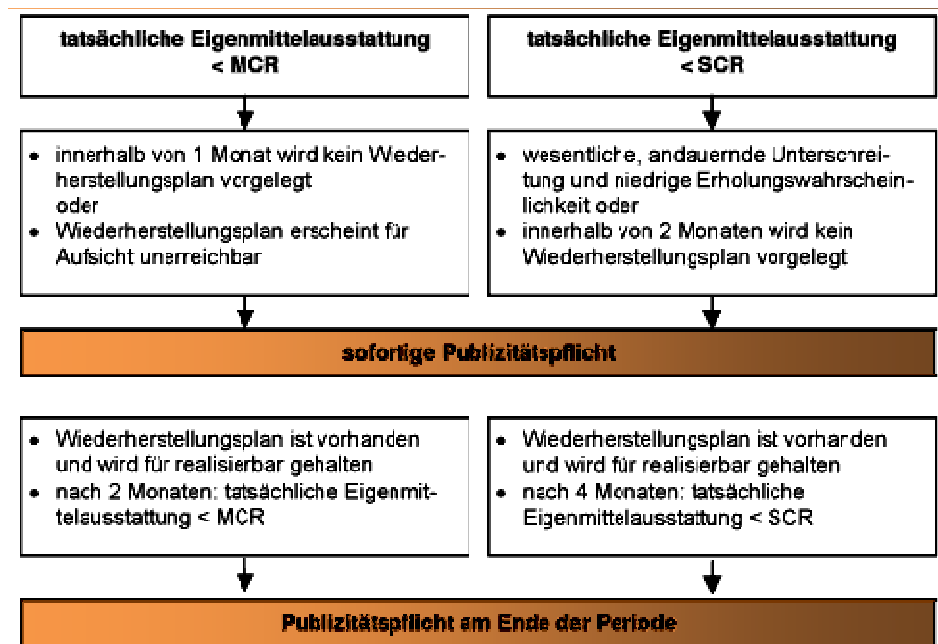 tatsächliche Eigenmittelausstattung
< MCR
tatsächliche Eigenmittelausstattung
< SCR
• innerhalb von 1 Monat wird kein Wieder-
herstellungsplan vorgelegt
oder
• Wiederherstellungsplan erscheint für
Aufsicht unerreichbar
• wesentliche, andauernde Unterschrei-
tung und niedrige Erholungswahrschein-
lichkeit oder
• innerhalb von 2 Monaten wird kein
Wiederherstellungsplan vorgelegt
sofortige Publizitätspflicht
• Wiederherstellungsplan ist vorhanden
und wird für realisierbar gehalten
• nach 2 Monaten: tatsächliche Eigenmit-
telausstattung < MCR
• Wiederherstellungsplan ist vorhanden
und wird für realisierbar gehalten
• nach 4 Monaten: tatsächliche
Eigenmittelausstattung < SCR
Publizitätspflicht am Ende der Periode